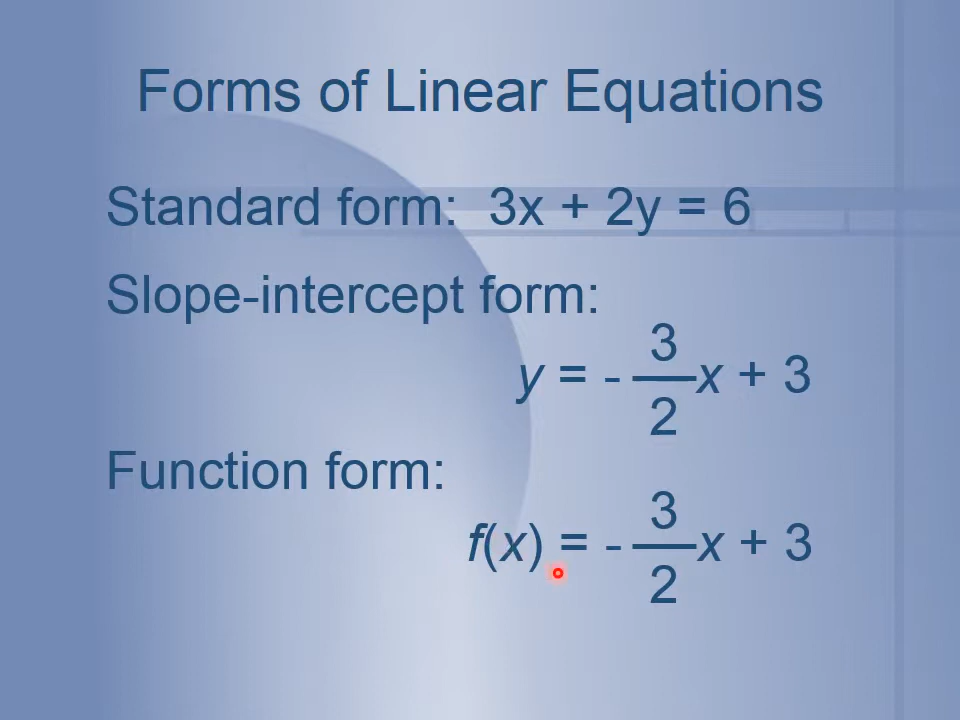 Forms of Linear Equations
Standard form: 3x + 2y = 6
Slope-intercept form:
y = - 3/2 x + 3
Function form:
f(x) = - 3/2 x + 3